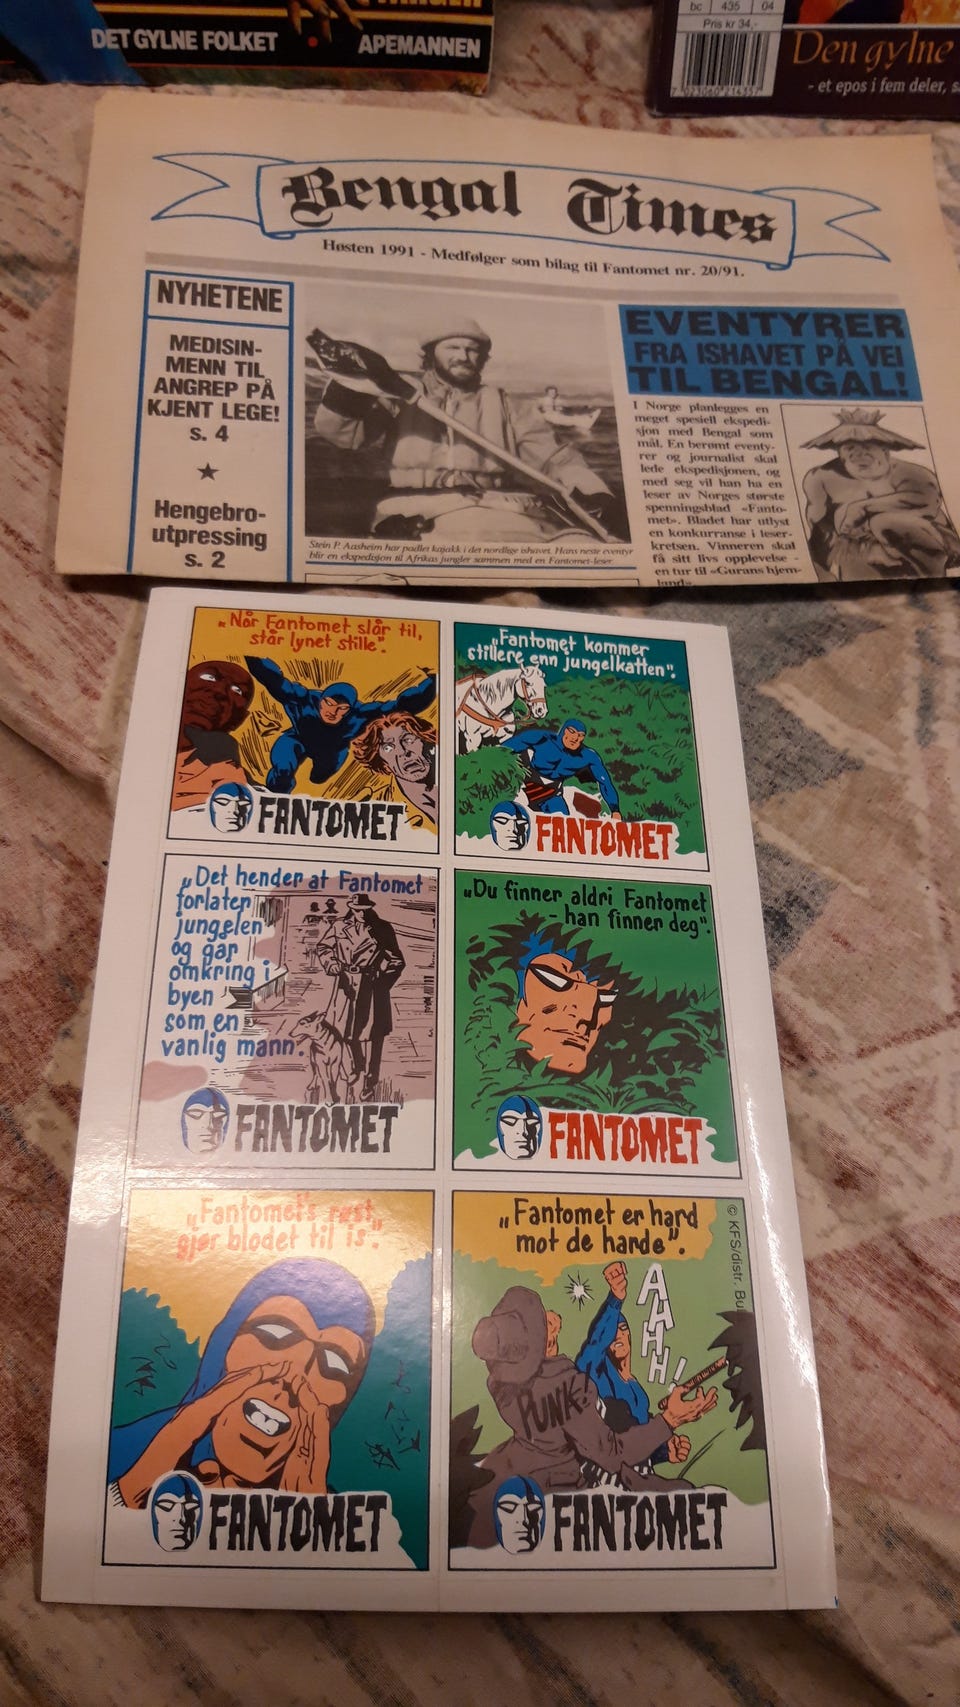 DET GYLNE FOLKET
APEMANNEN
bc 435 04
Pris kr 34,-
Den gylne
- et epos i fem deler,
Bengal Times
Høsten 1991 - Medfølger som bilag til Fantomet nr. 20/91.
NYHETENE
MEDISIN-
MENN TIL
ANGREP PÅ
KJENT LEGE!
s. 4
Hengebro-
utpressing
s. 2
Stein P. Aasheim har padlet kajakk i det nordlige ishavet. Hans neste eventyr
blir en ekspedisjon til Afrikas jungler sammen med en Fantomet-leser.
EVENTYRER
FRA ISHAVET PÅ VEI
TIL BENGAL!
I Norge planlegges en
meget spesiell ekspedi-
sjon med Bengal som
mål. En berømt eventy-
rer og journalist skal
lede ekspedisjonen, og
med seg vil han ha en
leser av Norges største
spenningsblad «Fanto-
met». Bladet har utlyst
en konkurranse i leser-
kretsen. Vinneren skal
få sitt livs opplevelse -
en tur til «Gurans hjem-
land».
„Når Fantomet slår til,
står lynet stille".
FANTOMET
„Fantomet kommer
stillere enn jungelkatten".
FANTOMET
„Det hender at Fantomet
forlater
jungelen
og går
omkring i
byen
som en
vanlig mann.
FANTOMET
„Du finner aldri Fantomet
- han finner deg".
FANTOMET
„Fantomets røst
gjør blodet til is".
FANTOMET
„Fantomet er hard
mot de harde".
© KFS/distr. Bu
AHHH!
PUNK!
FANTOMET